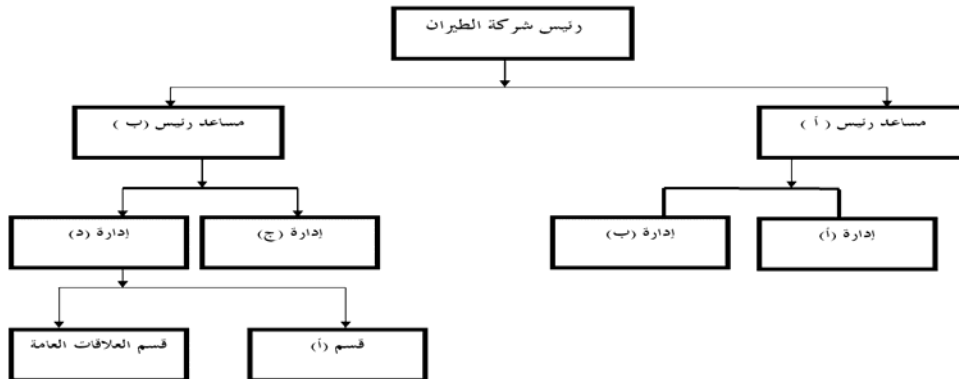 رئيس شركة الطيران
مساعد رئيس ( أ )
مساعد رئيس (ب )
إدارة (أ)
إدارة (ب)
إدارة (ج)
إدارة (د)
قسم (أ)
قسم العلاقات العامة